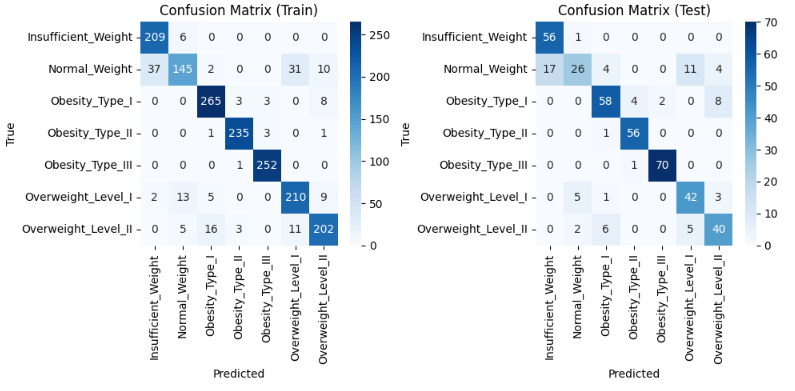 Confusion Matrix (Train)
Insufficient_Weight 209 6 0 0 0 0 0
Normal_Weight 37 145 2 0 0 31 10
Obesity_Type_I 0 0 265 3 3 0 8
Obesity_Type_II 0 0 1 235 3 0 1
Obesity_Type_III 0 0 0 1 252 0 0
Overweight_Level_I 2 13 5 0 0 210 9
Overweight_Level_II 0 5 16 3 0 11 202
True
Insufficient_Weight
Normal_Weight
Obesity_Type_I
Obesity_Type_II
Obesity_Type_III
Overweight_Level_I
Overweight_Level_II
Predicted
250
200
150
100
50
0
Confusion Matrix (Test)
Insufficient_Weight 56 1 0 0 0 0 0
Normal_Weight 17 26 4 0 0 11 4
Obesity_Type_I 0 0 58 4 2 0 8
Obesity_Type_II 0 0 1 56 0 0 0
Obesity_Type_III 0 0 0 1 70 0 0
Overweight_Level_I 0 5 1 0 0 42 3
Overweight_Level_II 0 2 6 0 0 5 40
True
Insufficient_Weight
Normal_Weight
Obesity_Type_I
Obesity_Type_II
Obesity_Type_III
Overweight_Level_I
Overweight_Level_II
Predicted
70
60
50
40
30
20
10
0